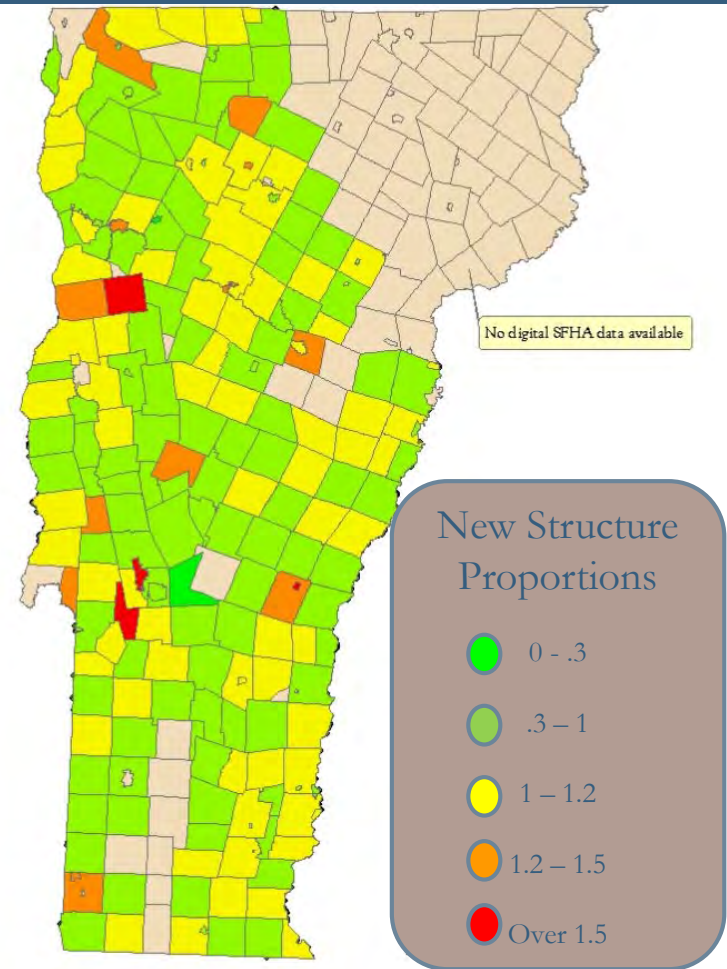 No digital SFHA data available
New Structure
Proportions
0 - .3
.3 – 1
1 – 1.2
1.2 – 1.5
Over 1.5